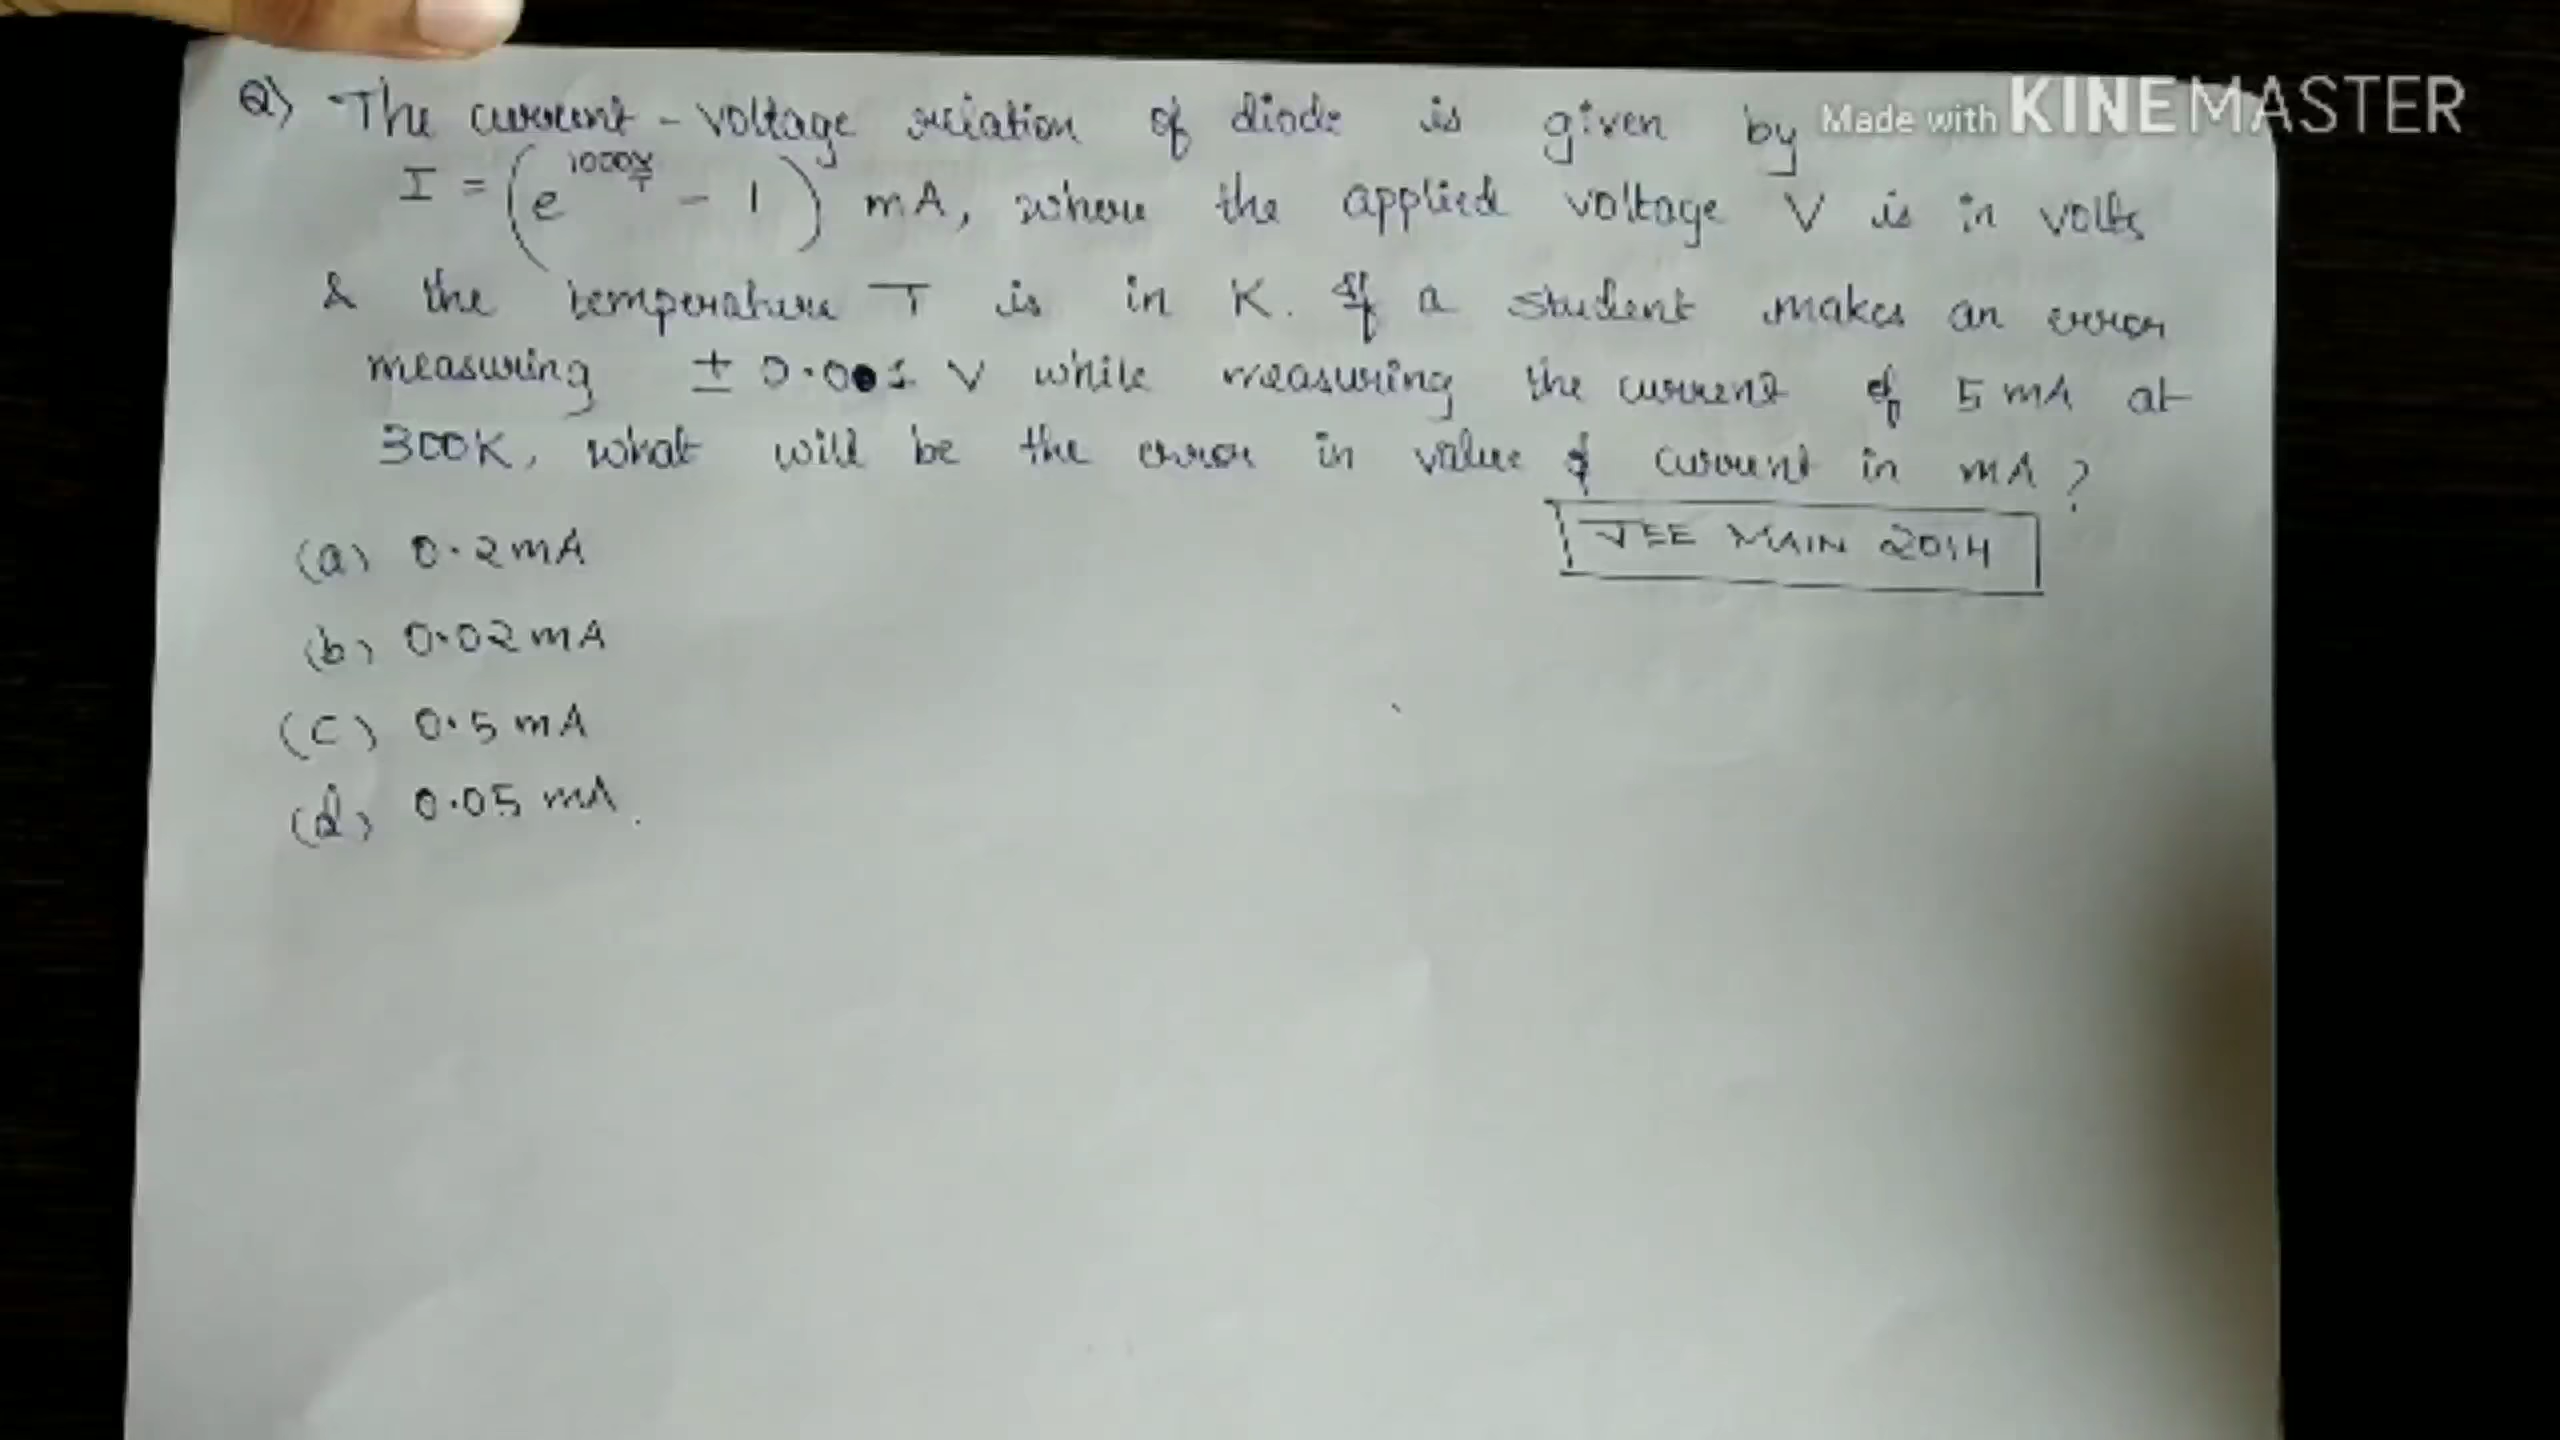 Q) The current - voltage relation of diode is given by
Made with KINEMASTER
I = (e^1000V/T - 1) mA, where the applied voltage V is in volts
& the temperature T is in K. If a student makes an error
measuring ± 0.001 V while measuring the current of 5 mA at
300K, what will be the error in value of current in mA ?
JEE MAIN 2014
(a) 0.2 mA
(b) 0.02 mA
(c) 0.5 mA
(d) 0.05 mA.